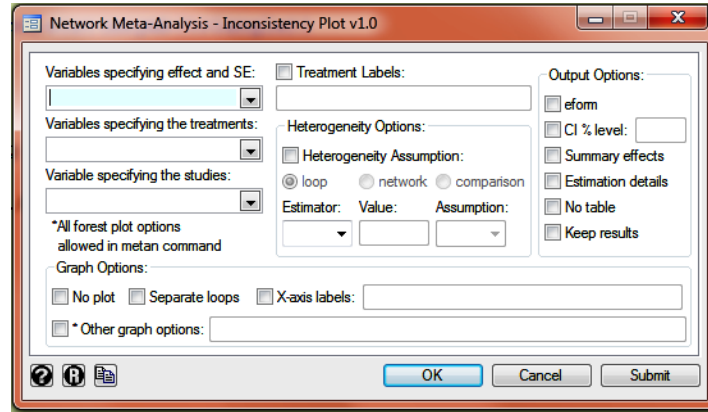 Network Meta-Analysis - Inconsistency Plot v1.0
Variables specifying effect and SE:
Variables specifying the treatments:
Variable specifying the studies:
*All forest plot options
allowed in metan command
Treatment Labels:
Heterogeneity Options:
Heterogeneity Assumption:
loop network comparison
Estimator: Value: Assumption:
Output Options:
eform
CI % level:
Summary effects
Estimation details
No table
Keep results
Graph Options:
No plot Separate loops X-axis labels:
* Other graph options:
? R
OK Cancel Submit